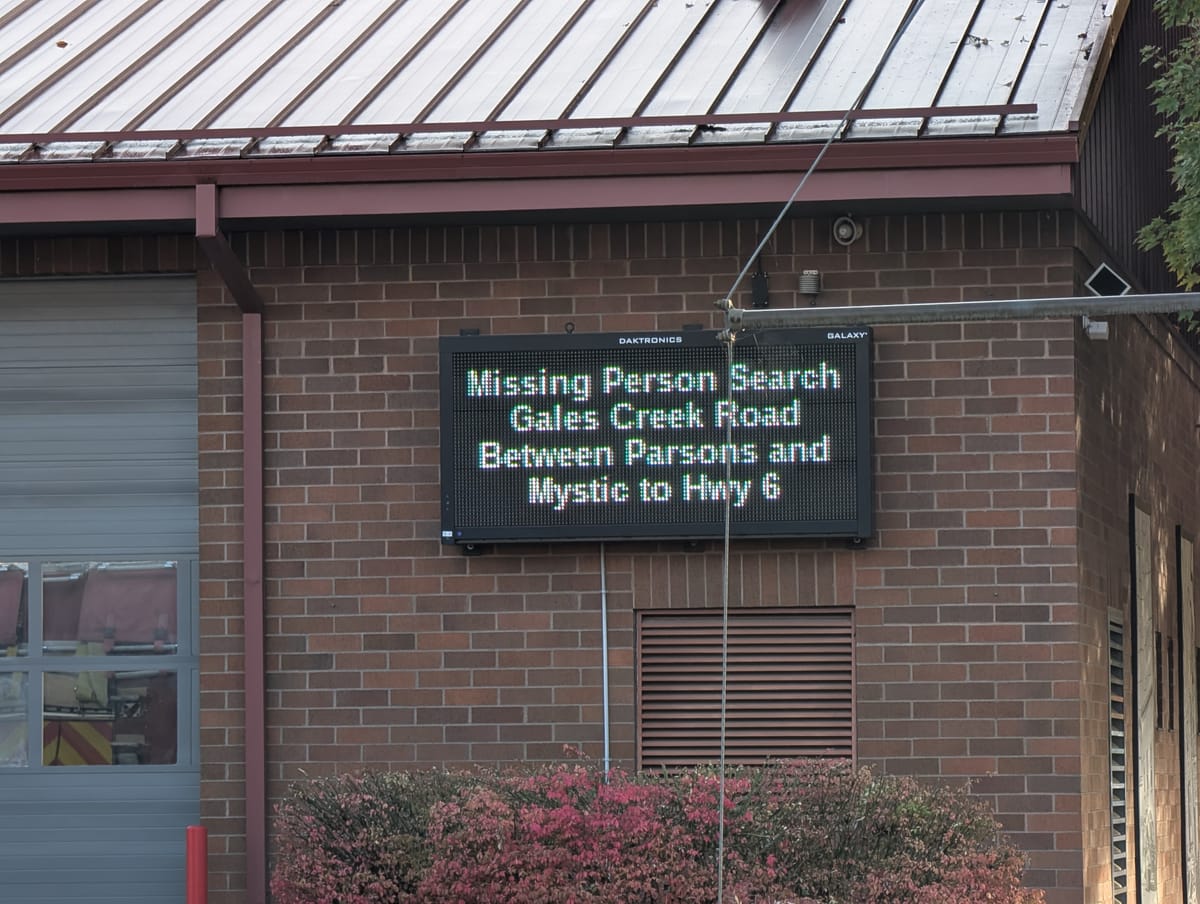 DAKTRONICS GALAXY
Missing Person Search
Gales Creek Road
Between Parsons and
Mystic to Hwy 6